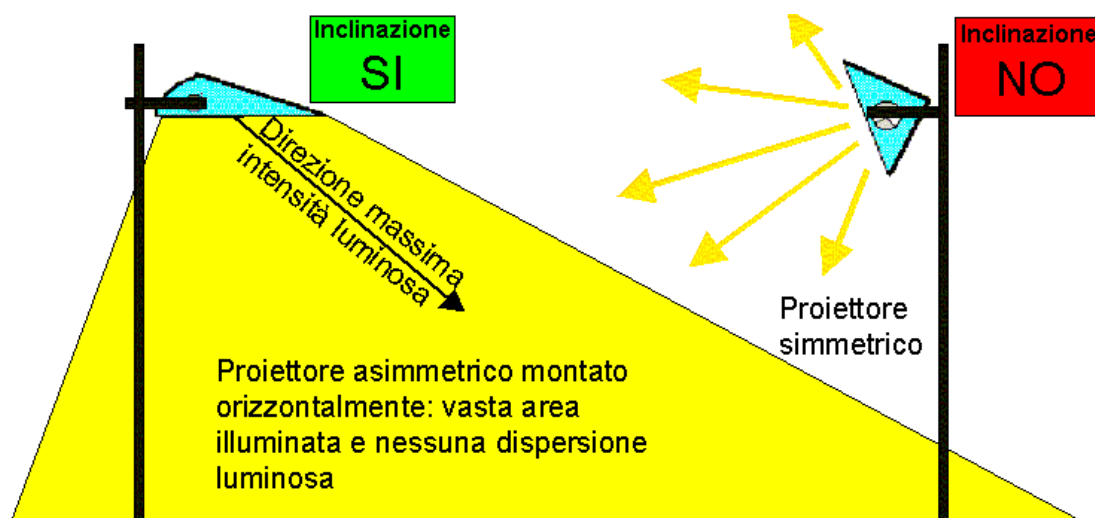 Inclinazione
SI
Inclinazione
NO
Direzione massima
intensità luminosa
Proiettore
simmetrico
Proiettore asimmetrico montato
orizzontalmente: vasta area
illuminata e nessuna dispersione
luminosa